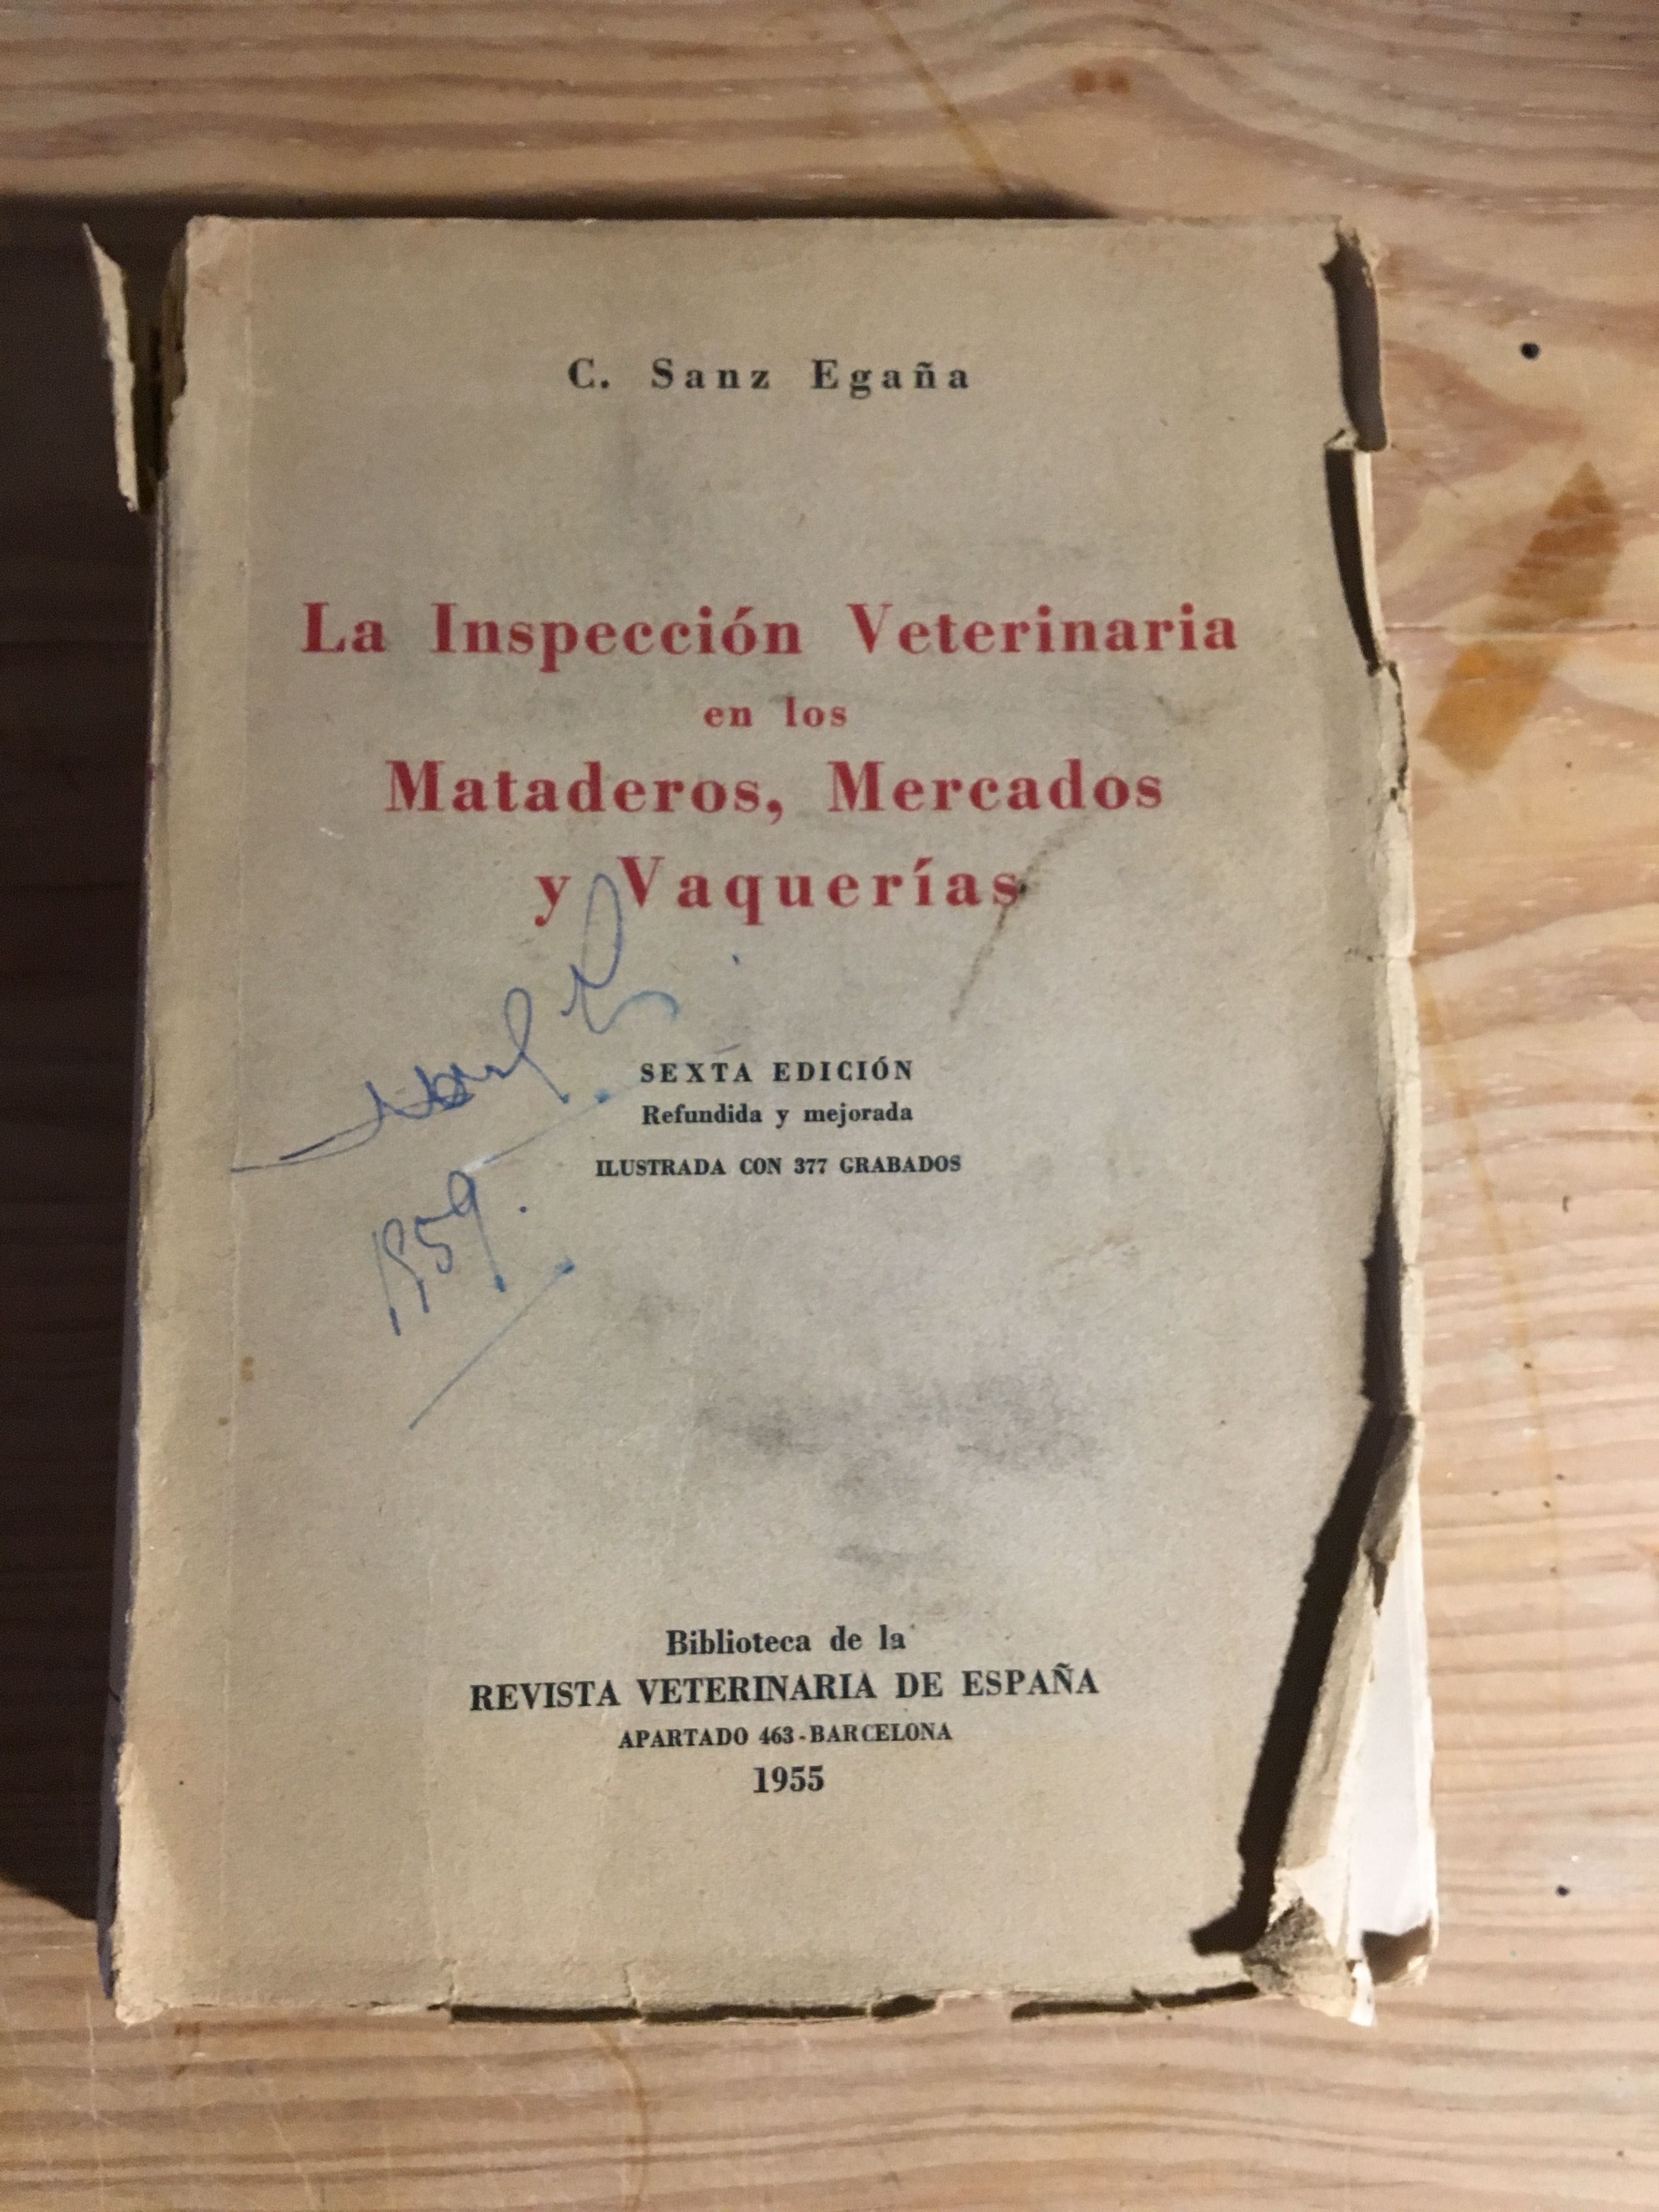 C. Sanz Egaña
La Inspección Veterinaria
en los
Mataderos, Mercados
y Vaquerías
SEXTA EDICIÓN
Refundida y mejorada
ILUSTRADA CON 377 GRABADOS
1959.
Biblioteca de la
REVISTA VETERINARIA DE ESPAÑA
APARTADO 463-BARCELONA
1955